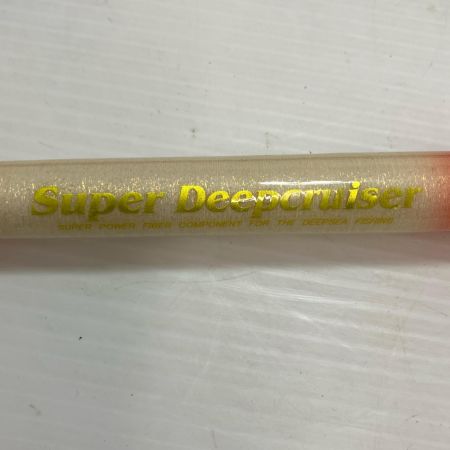 Super Deepcruiser
SUPER POWER FIBER COMPONENT FOR THE DEEPSEA FISHING